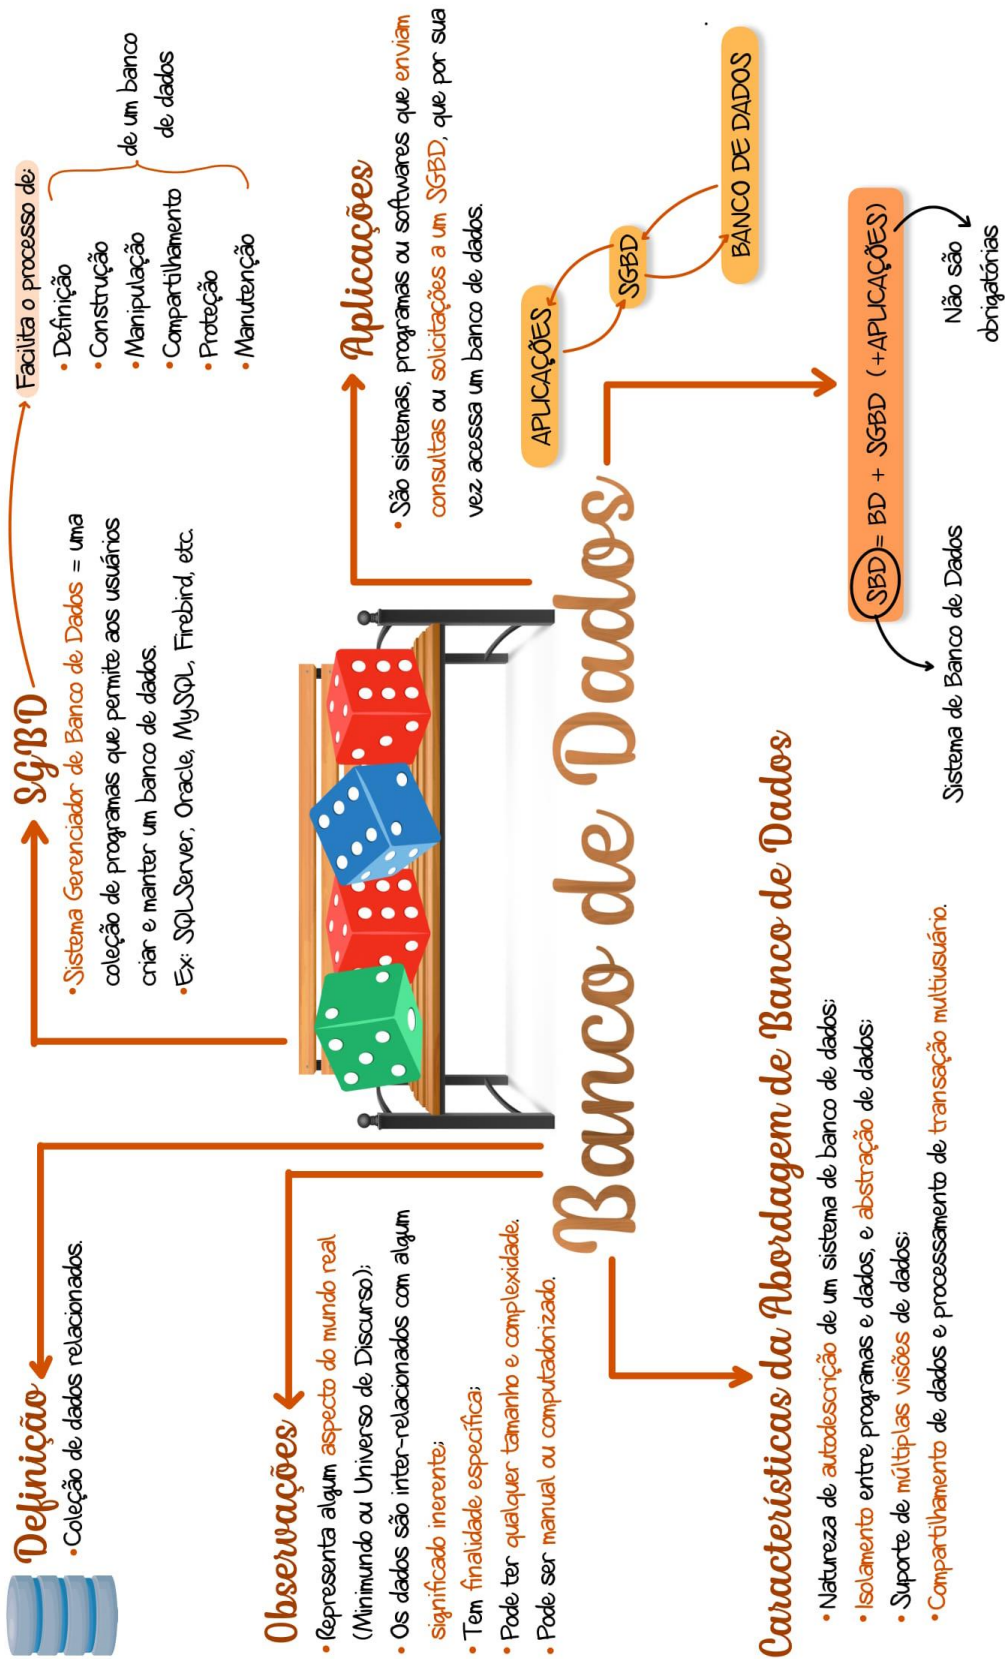 Definição
• Coleção de dados relacionados.
Observações
• Representa algum aspecto do mundo real
(Minimundo ou Universo de Discurso);
• Os dados são inter-relacionados com algum
significado inerente;
• Tem finalidade específica;
• Pode ter qualquer tamanho e complexidade.
• Pode ser manual ou computadorizado.
SGBD
• Sistema Gerenciador de Banco de Dados = uma
coleção de programas que permite aos usuários
criar e manter um banco de dados.
• Ex: SQLServer, Oracle, MySQL, Firebird, etc.
Facilita o processo de:
• Definição
• Construção
• Manipulação
• Compartilhamento
• Proteção
• Manutenção
de um banco
de dados
Aplicações
• São sistemas, programas ou softwares que enviam
consultas ou solicitações a um SGBD, que por sua
vez acessa um banco de dados.
APLICAÇÕES
SGBD
BANCO DE DADOS
Banco de Dados
Características da Abordagem de Banco de Dados
• Natureza de autodescrição de um sistema de banco de dados;
• Isolamento entre programas e dados, e abstração de dados;
• Suporte de múltiplas visões de dados;
• Compartilhamento de dados e processamento de transação multiusuário.
SBD = BD + SGBD (+APLICAÇÕES)
Sistema de Banco de Dados
Não são
obrigatórias